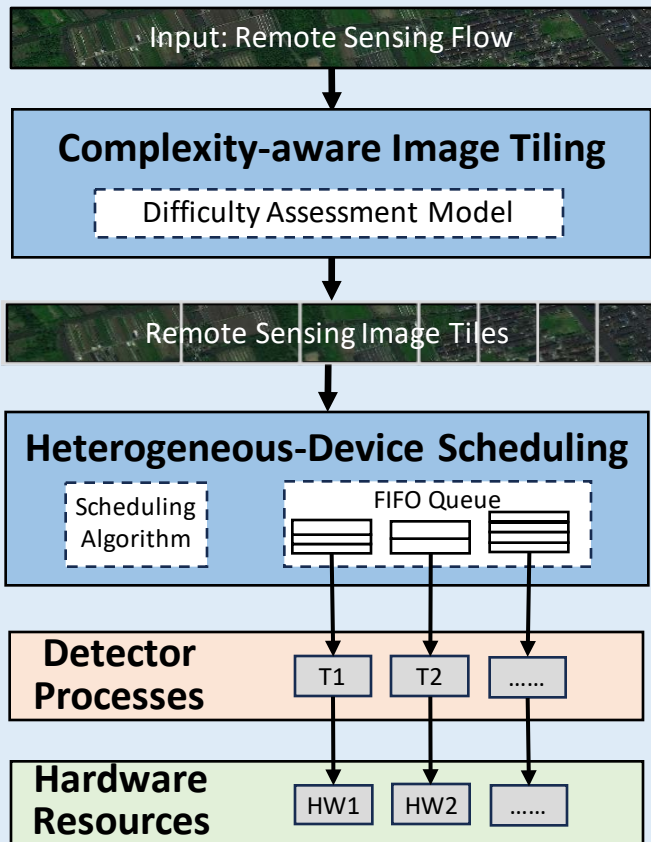 Input: Remote Sensing Flow
Complexity-aware Image Tiling
Difficulty Assessment Model
Remote Sensing Image Tiles
Heterogeneous-Device Scheduling
Scheduling
Algorithm
FIFO Queue
Detector
Processes
T1
T2
......
Hardware
Resources
HW1
HW2
......